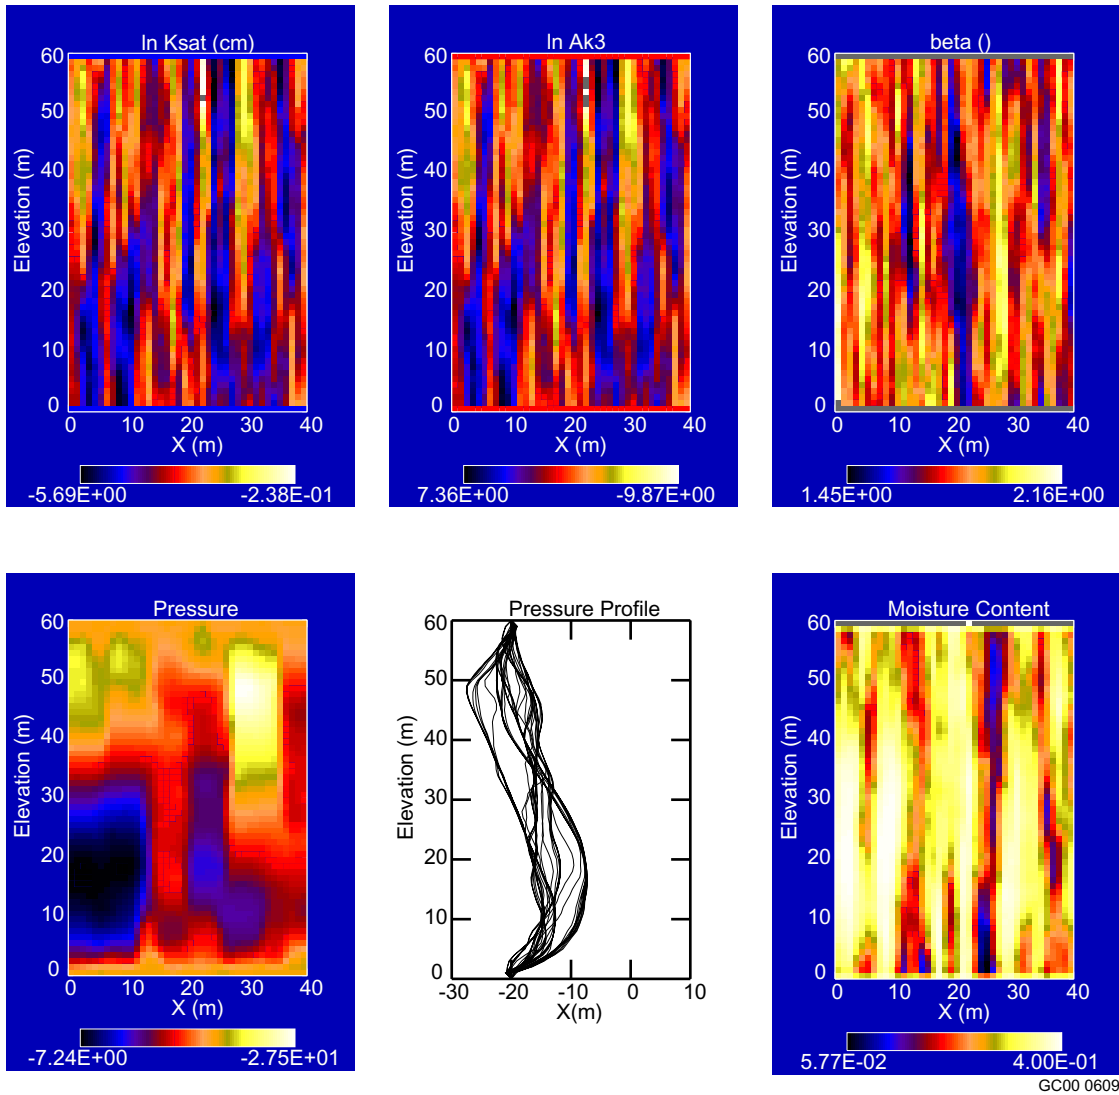 ln Ksat (cm)
60
50
40
30
20
10
0
Elevation (m)
0 10 20 30 40
X (m)
-5.69E+00 -2.38E-01
ln Ak3
60
50
40
30
20
10
0
Elevation (m)
0 10 20 30 40
X (m)
7.36E+00 -9.87E+00
beta ()
60
50
40
30
20
10
0
Elevation (m)
0 10 20 30 40
X (m)
1.45E+00 2.16E+00
Pressure
60
50
40
30
20
10
0
Elevation (m)
0 10 20 30 40
X (m)
-7.24E+00 -2.75E+01
Pressure Profile
60
50
40
30
20
10
0
Elevation (m)
-30 -20 -10 0 10
X(m)
Moisture Content
60
50
40
30
20
10
0
Elevation (m)
0 10 20 30 40
X (m)
5.77E-02 4.00E-01
GC00 0609